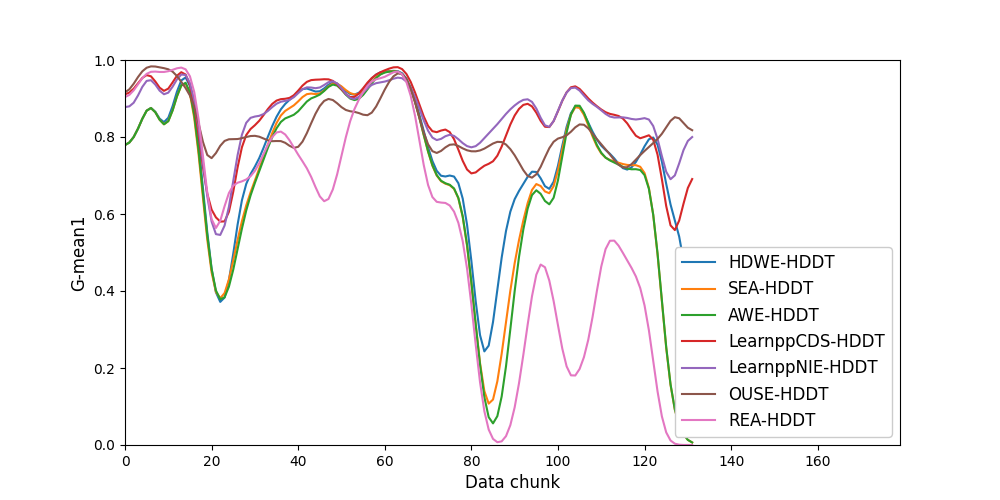 1.0
0.8
0.6
0.4
0.2
0.0
G-mean1
0 20 40 60 80 100 120 140 160
Data chunk
HDWE-HDDT
SEA-HDDT
AWE-HDDT
LearnppCDS-HDDT
LearnppNIE-HDDT
OUSE-HDDT
REA-HDDT